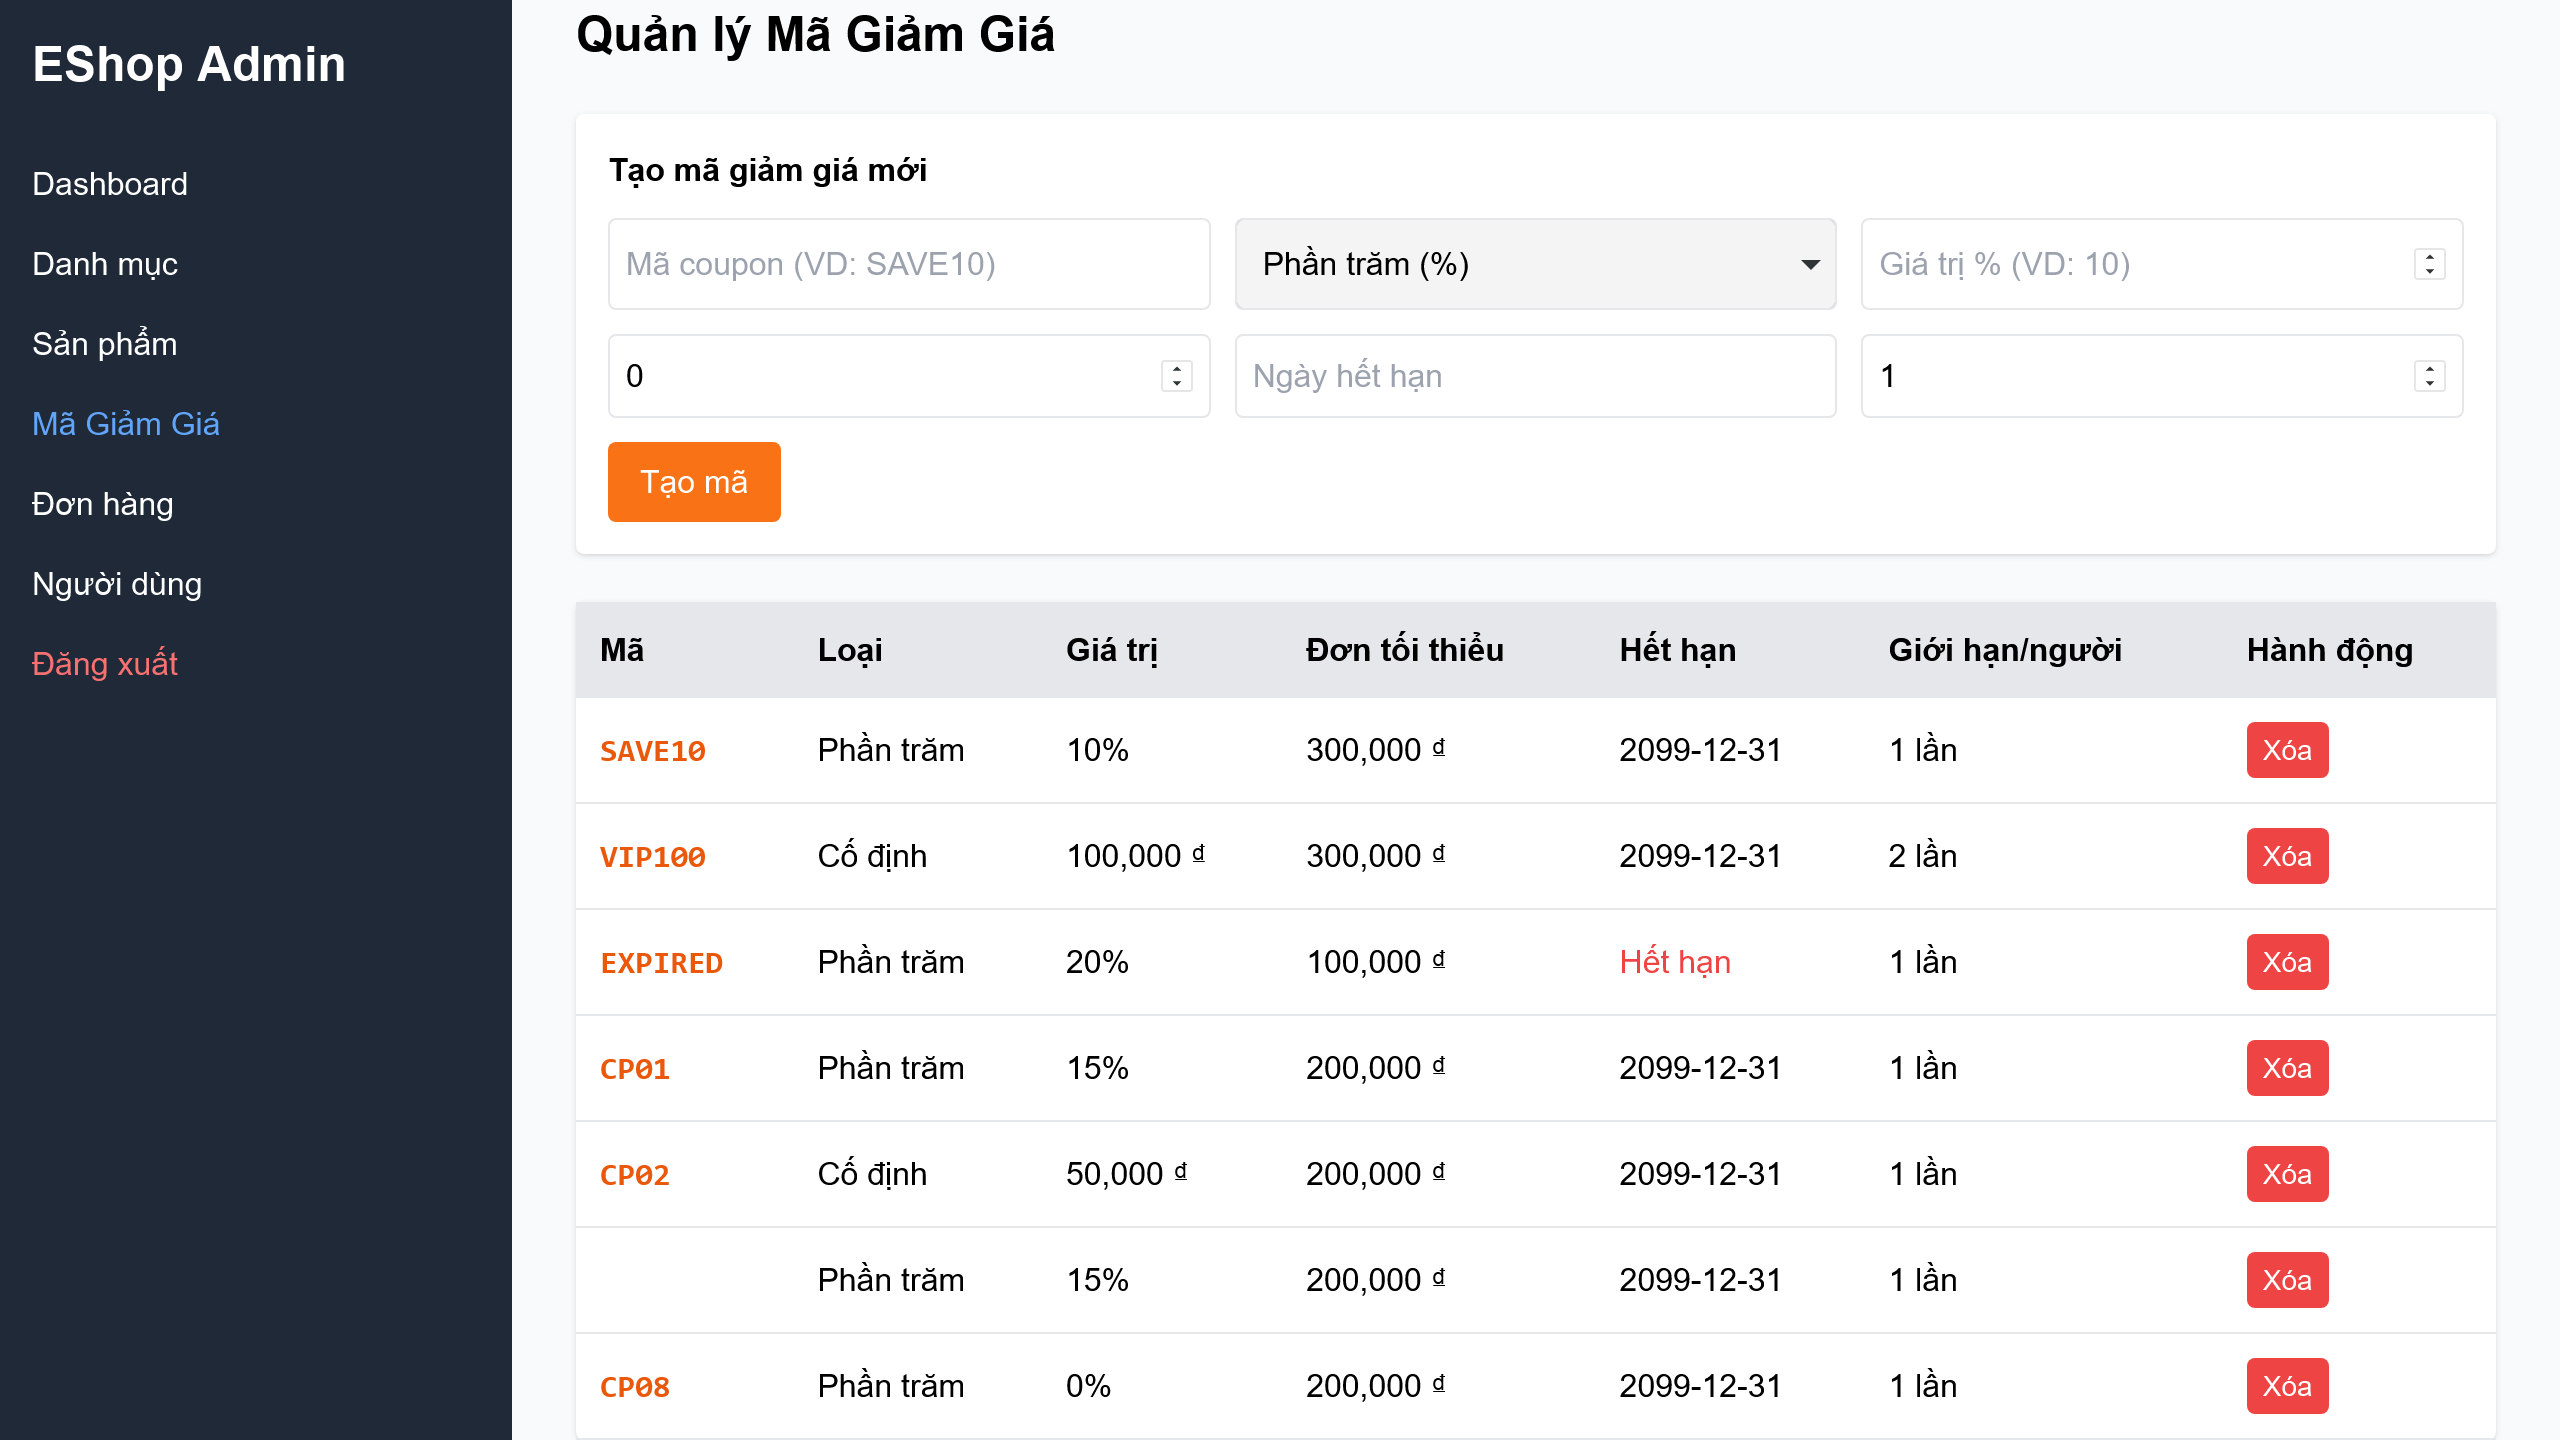 EShop Admin
Dashboard
Danh mục
Sản phẩm
Mã Giảm Giá
Đơn hàng
Người dùng
Đăng xuất
Quản lý Mã Giảm Giá
Tạo mã giảm giá mới
Mã coupon (VD: SAVE10)
Phần trăm (%)
Giá trị % (VD: 10)
0
Ngày hết hạn
1
Tạo mã
Mã Loại Giá trị Đơn tối thiểu Hết hạn Giới hạn/người Hành động
SAVE10 Phần trăm 10% 300,000 ₫ 2099-12-31 1 lần Xóa
VIP100 Cố định 100,000 ₫ 300,000 ₫ 2099-12-31 2 lần Xóa
EXPIRED Phần trăm 20% 100,000 ₫ Hết hạn 1 lần Xóa
CP01 Phần trăm 15% 200,000 ₫ 2099-12-31 1 lần Xóa
CP02 Cố định 50,000 ₫ 200,000 ₫ 2099-12-31 1 lần Xóa
Phần trăm 15% 200,000 ₫ 2099-12-31 1 lần Xóa
CP08 Phần trăm 0% 200,000 ₫ 2099-12-31 1 lần Xóa